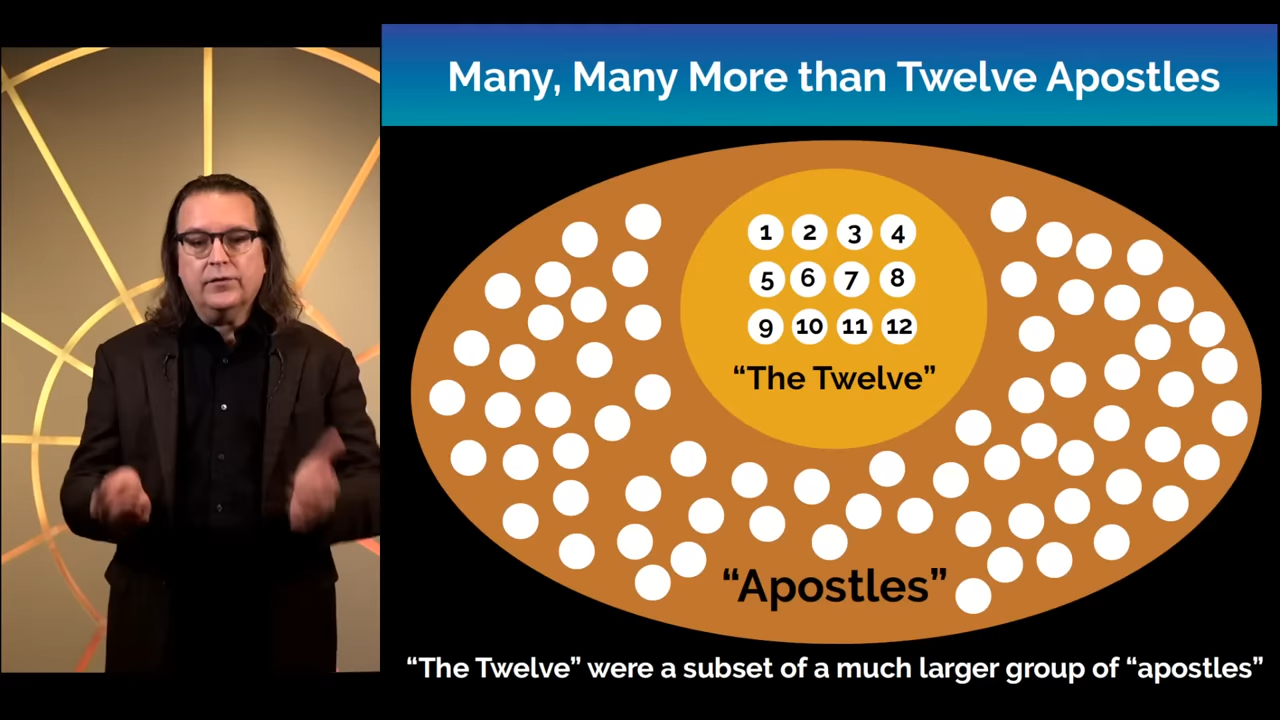 Many, Many More than Twelve Apostles
1 2 3 4
5 6 7 8
9 10 11 12
“The Twelve”
“Apostles”
“The Twelve” were a subset of a much larger group of “apostles”